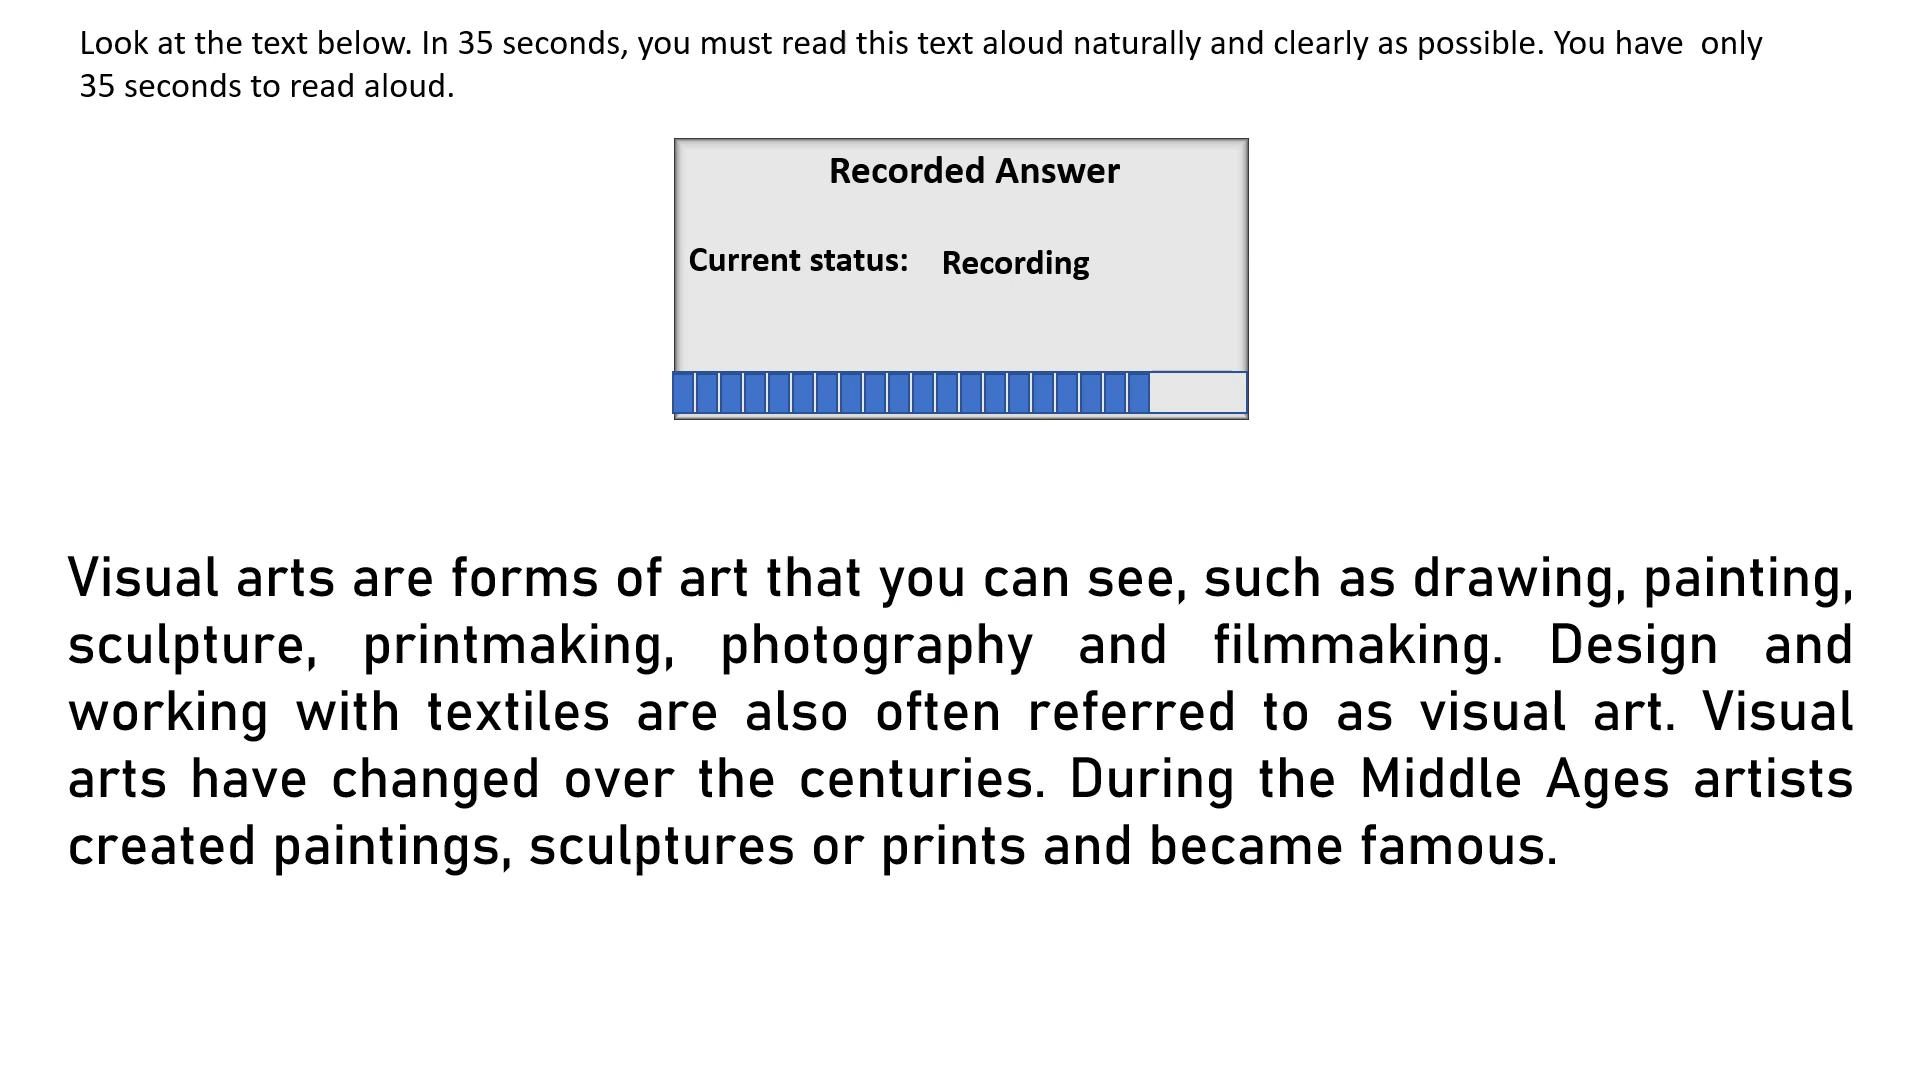 Look at the text below. In 35 seconds, you must read this text aloud naturally and clearly as possible. You have  only
35 seconds to read aloud.
Recorded Answer
Current status: Recording
Visual arts are forms of art that you can see, such as drawing, painting,
sculpture, printmaking, photography and filmmaking. Design and
working with textiles are also often referred to as visual art. Visual
arts have changed over the centuries. During the Middle Ages artists
created paintings, sculptures or prints and became famous.